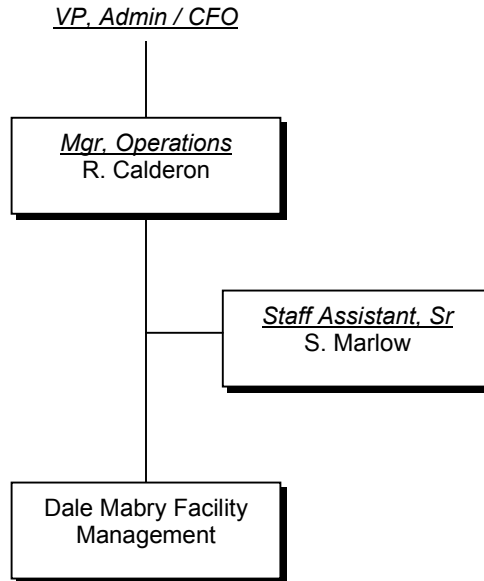 VP, Admin / CFO
Mgr, Operations
R. Calderon
Staff Assistant, Sr
S. Marlow
Dale Mabry Facility
Management